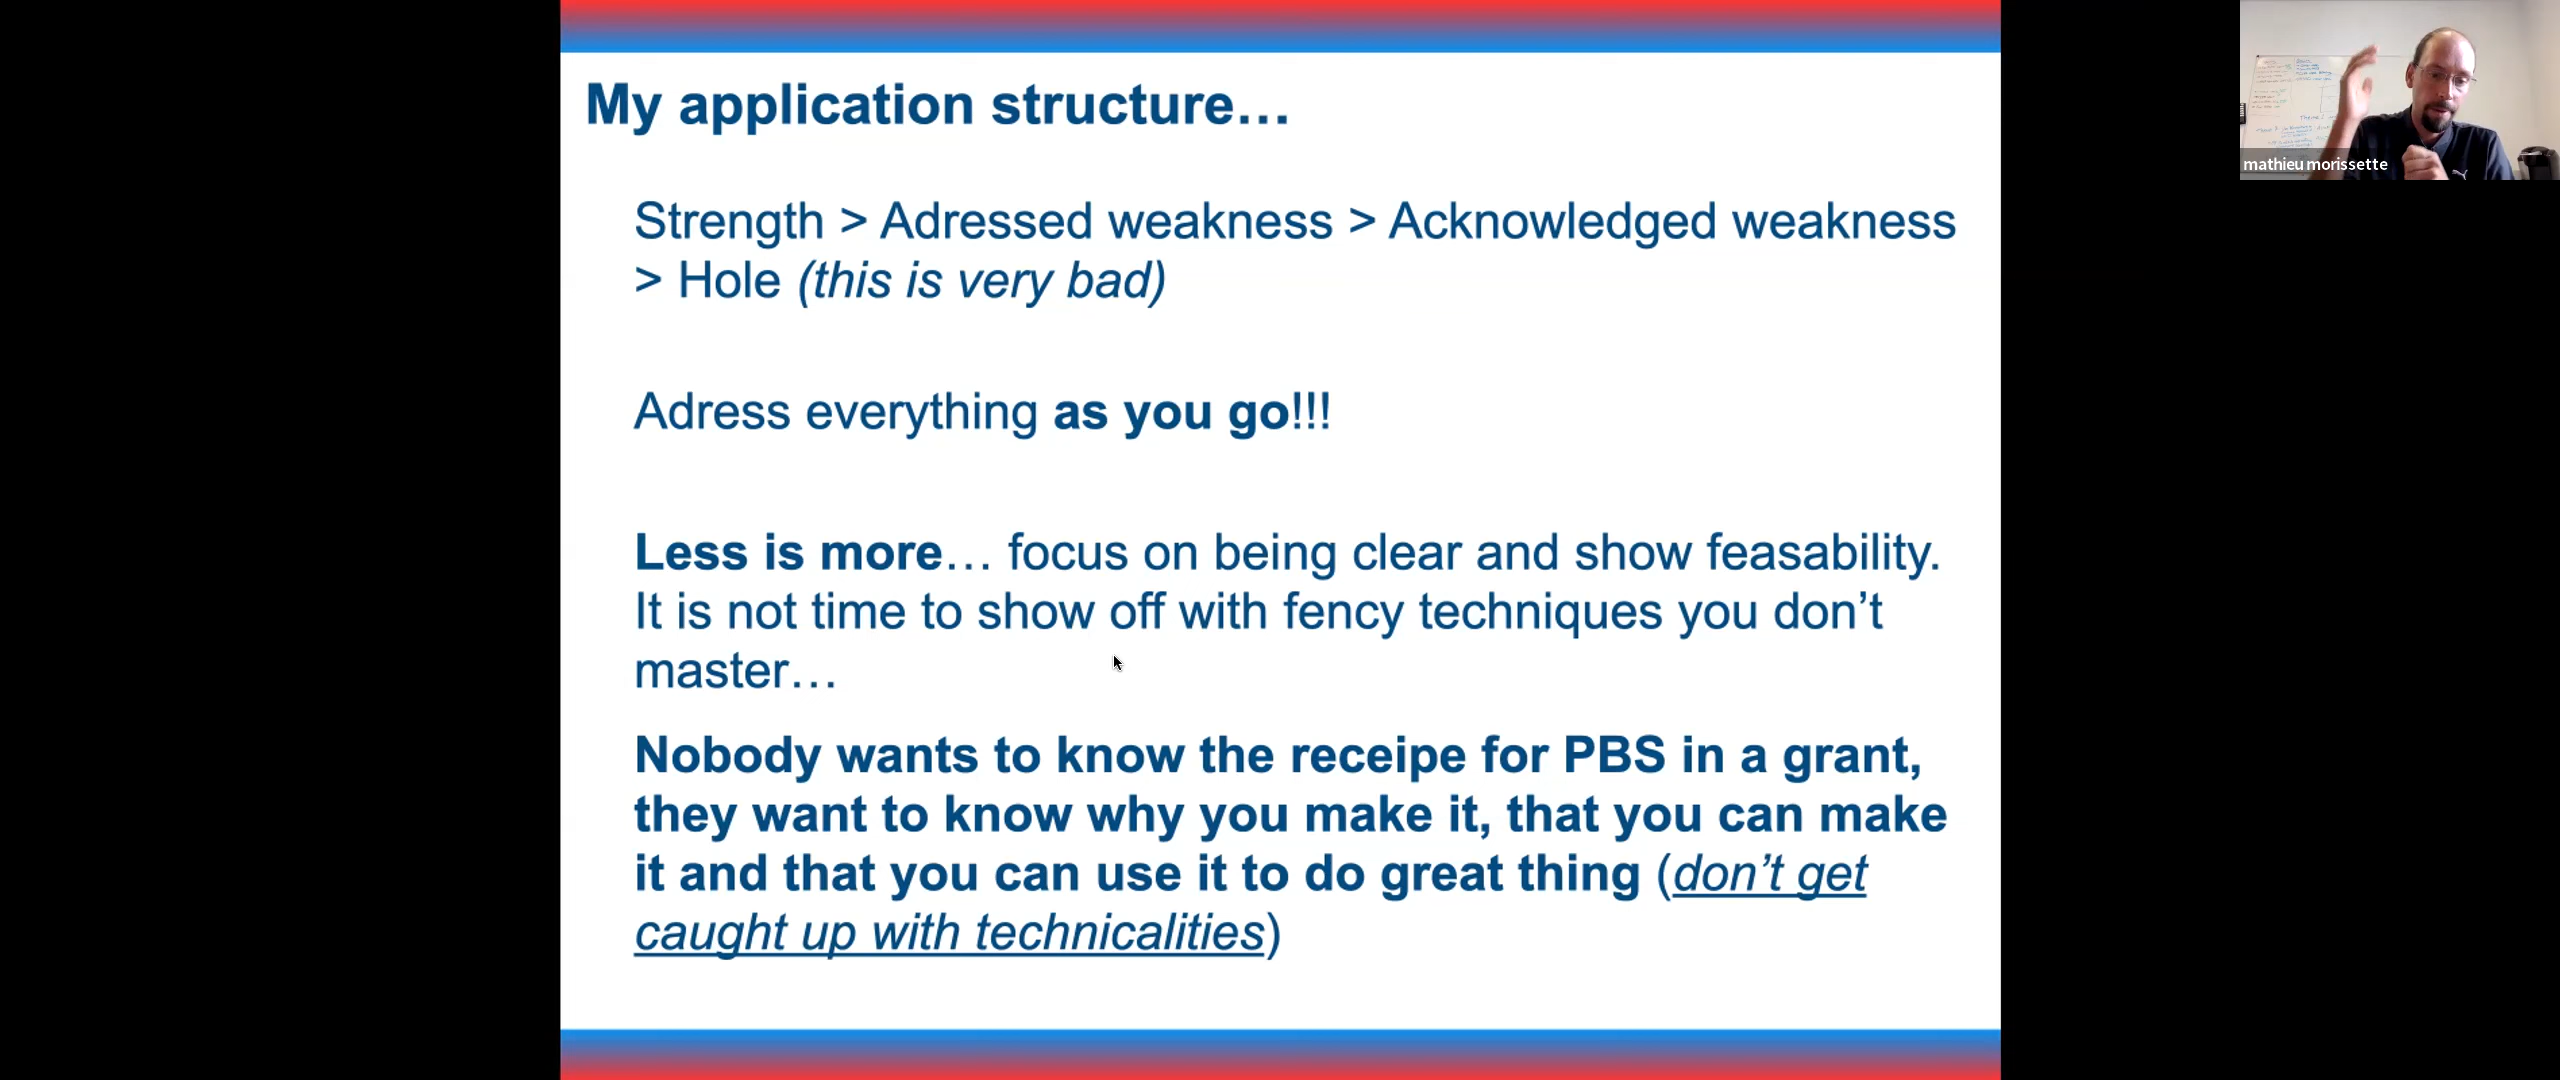 My application structure…
Strength > Adressed weakness > Acknowledged weakness
> Hole (this is very bad)
Adress everything as you go!!!
Less is more… focus on being clear and show feasability.
It is not time to show off with fency techniques you don’t
master…
Nobody wants to know the receipe for PBS in a grant,
they want to know why you make it, that you can make
it and that you can use it to do great thing (don’t get
caught up with technicalities)
mathieu morissette